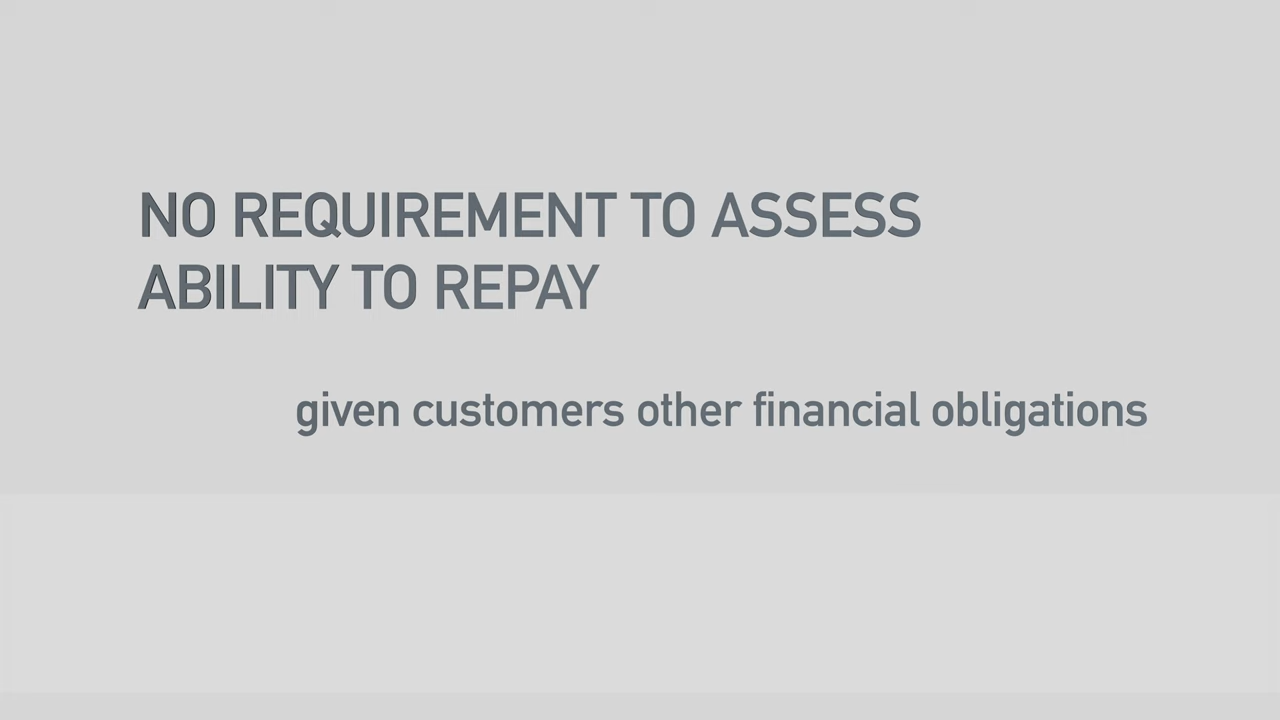 NO REQUIREMENT TO ASSESS
ABILITY TO REPAY
given customers other financial obligations